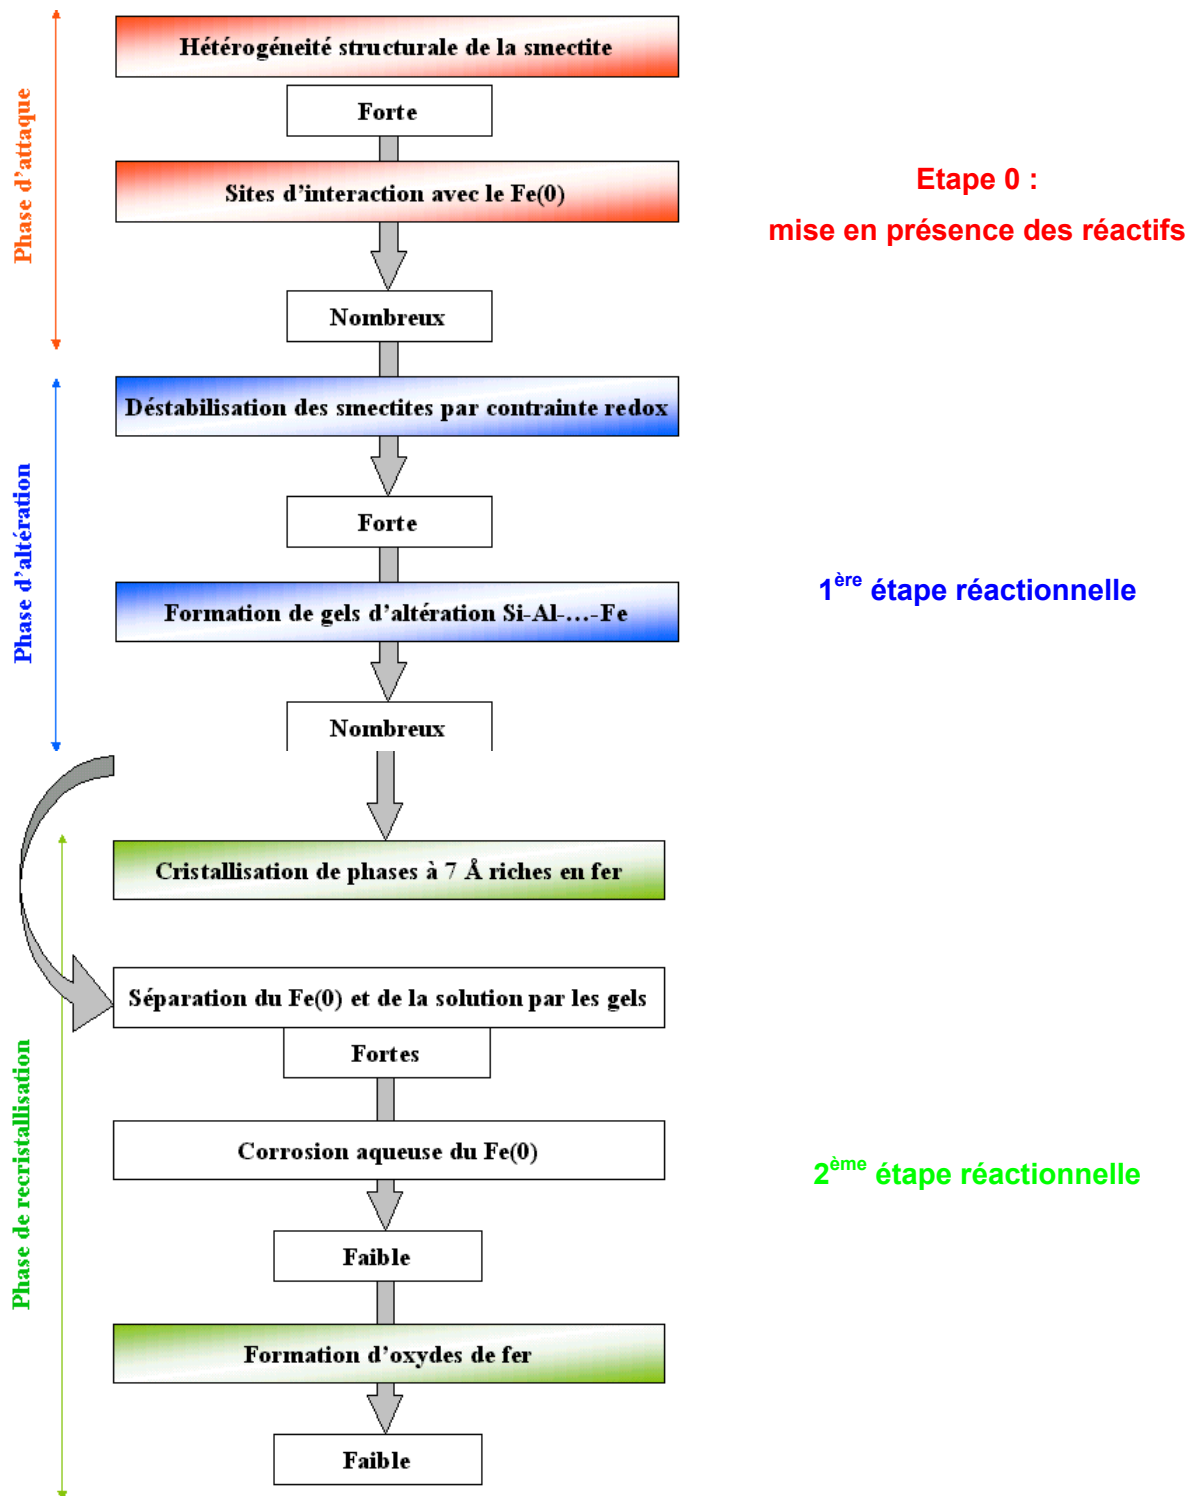 Phase d'attaque
Hétérogéneité structurale de la smectite
Forte
Sites d'interaction avec le Fe(0)
Nombreux
Etape 0 :
mise en présence des réactifs
Phase d'altération
Déstabilisation des smectites par contrainte redox
Forte
Formation de gels d'altération Si-Al-…-Fe
Nombreux
1ère étape réactionnelle
Phase de recristallisation
Cristallisation de phases à 7 Å riches en fer
Séparation du Fe(0) et de la solution par les gels
Fortes
Corrosion aqueuse du Fe(0)
Faible
Formation d'oxydes de fer
Faible
2ème étape réactionnelle